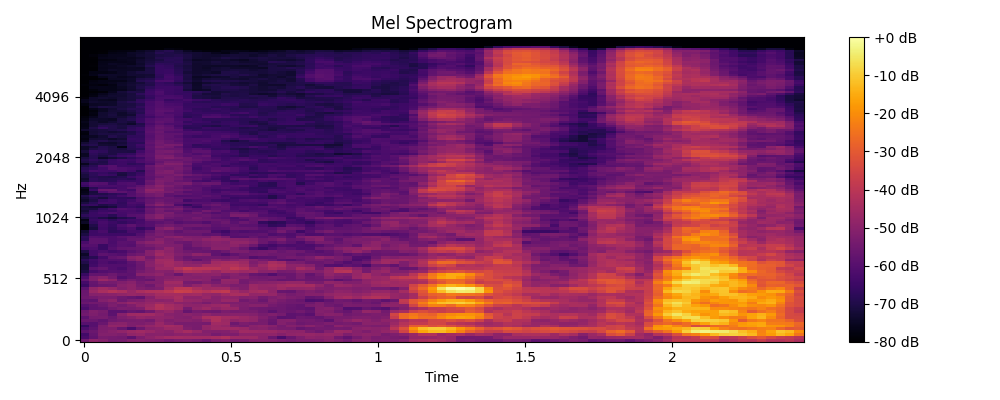 Mel Spectrogram
Hz
4096
2048
1024
512
0
0
0.5
1
1.5
2
Time
+0 dB
-10 dB
-20 dB
-30 dB
-40 dB
-50 dB
-60 dB
-70 dB
-80 dB